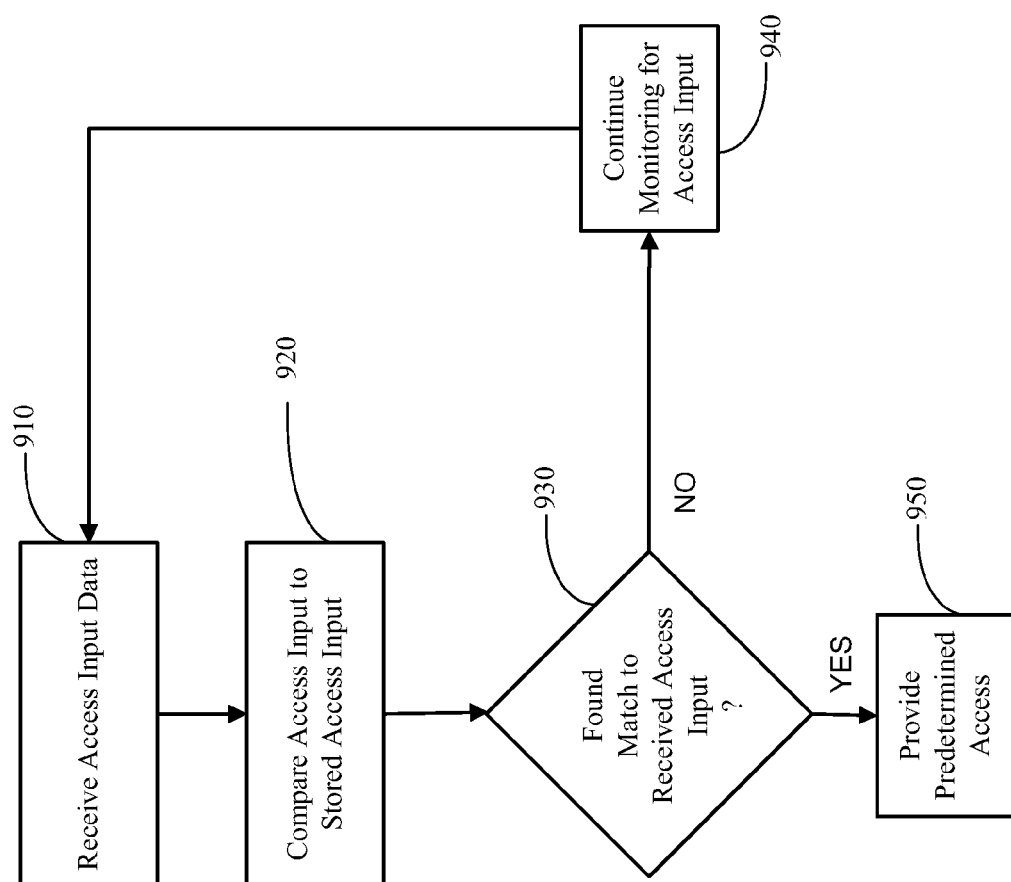 910
Receive Access Input Data
920
Compare Access Input to
Stored Access Input
930
Found
Match to
Received Access
Input
?
NO
940
Continue
Monitoring for
Access Input
YES
950
Provide
Predetermined
Access